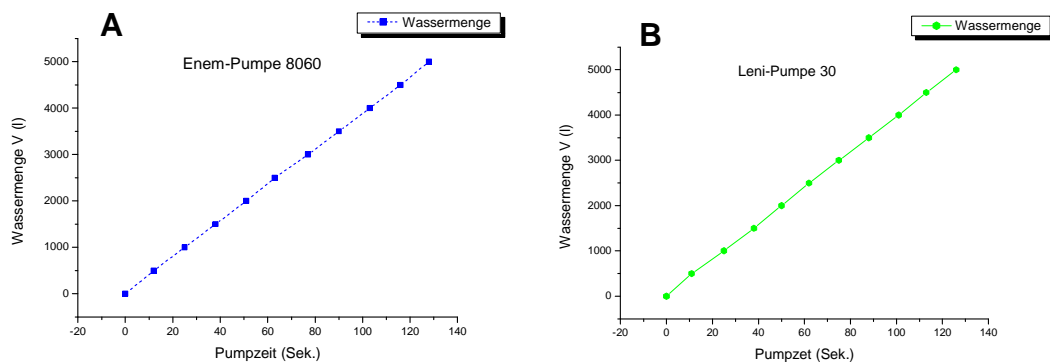 A
Wassermenge
Enem-Pumpe 8060
Wassermenge V (l)
5000
4000
3000
2000
1000
0
-20 0 20 40 60 80 100 120 140
Pumpzeit (Sek.)
B
Wassermenge
Leni-Pumpe 30
Wassermenge V (l)
5000
4000
3000
2000
1000
0
-20 0 20 40 60 80 100 120 140
Pumpzet (Sek.)